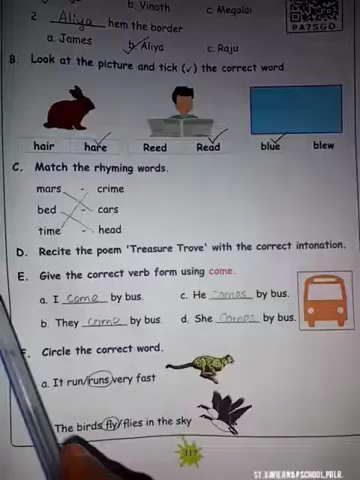 b. Vinath c. Megalai
2. Aliya hem the border
PA7SGD
a. James b. Aliya c. Raju
B. Look at the picture and tick (✓) the correct word.
hair hare Reed Read blue blew
C. Match the rhyming words.
mars - crime
bed - cars
time - head
D. Recite the poem 'Treasure Trove' with the correct intonation.
E. Give the correct verb form using come.
a. I come by bus. c. He comes by bus.
b. They come by bus. d. She comes by bus.
F. Circle the correct word.
a. It run/runs very fast
The birds fly/flies in the sky
117
ST.XAVIER M&P SCHOOL,PDLR.